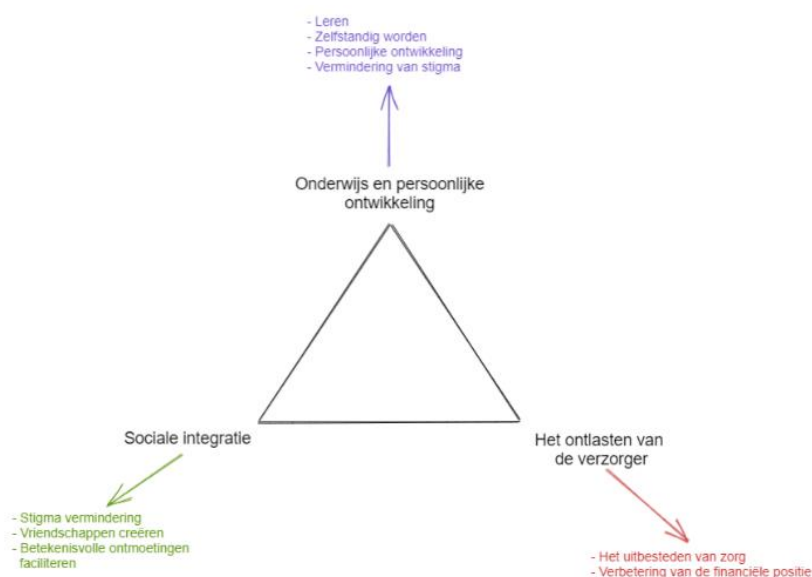 - Leren
- Zelfstandig worden
- Persoonlijke ontwikkeling
- Vermindering van stigma
Onderwijs en persoonlijke
ontwikkeling
Sociale integratie
Het ontlasten van
de verzorger
- Stigma vermindering
- Vriendschappen creëren
- Betekenisvolle ontmoetingen
faciliteren
- Het uitbesteden van zorg
- Verbetering van de financiële positie